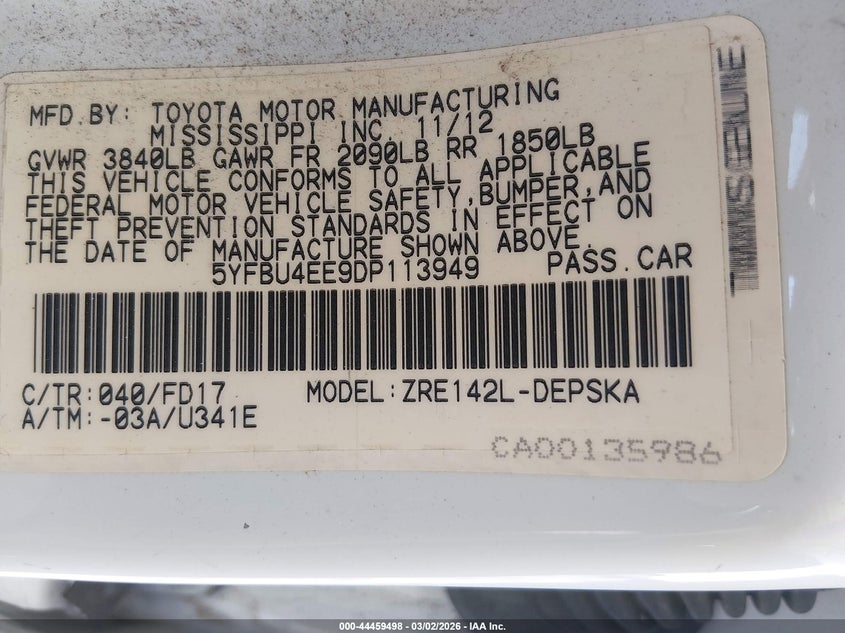 MFD.BY: TOYOTA MOTOR MANUFACTURING
MISSISSIPPI INC. 11/12
GVWR 3840LB GAWR FR 2090LB RR 1850LB
THIS VEHICLE CONFORMS TO ALL APPLICABLE
FEDERAL MOTOR VEHICLE SAFETY,BUMPER,AND
THEFT PREVENTION STANDARDS IN EFFECT ON
THE DATE OF MANUFACTURE SHOWN ABOVE.
5YFBU4EE9DP113949 PASS.CAR
C/TR:040/FD17 MODEL:ZRE142L-DEPSKA
A/TM:-03A/U341E
CA00135986
000-44459498 — 03/02/2026 — IAA Inc.